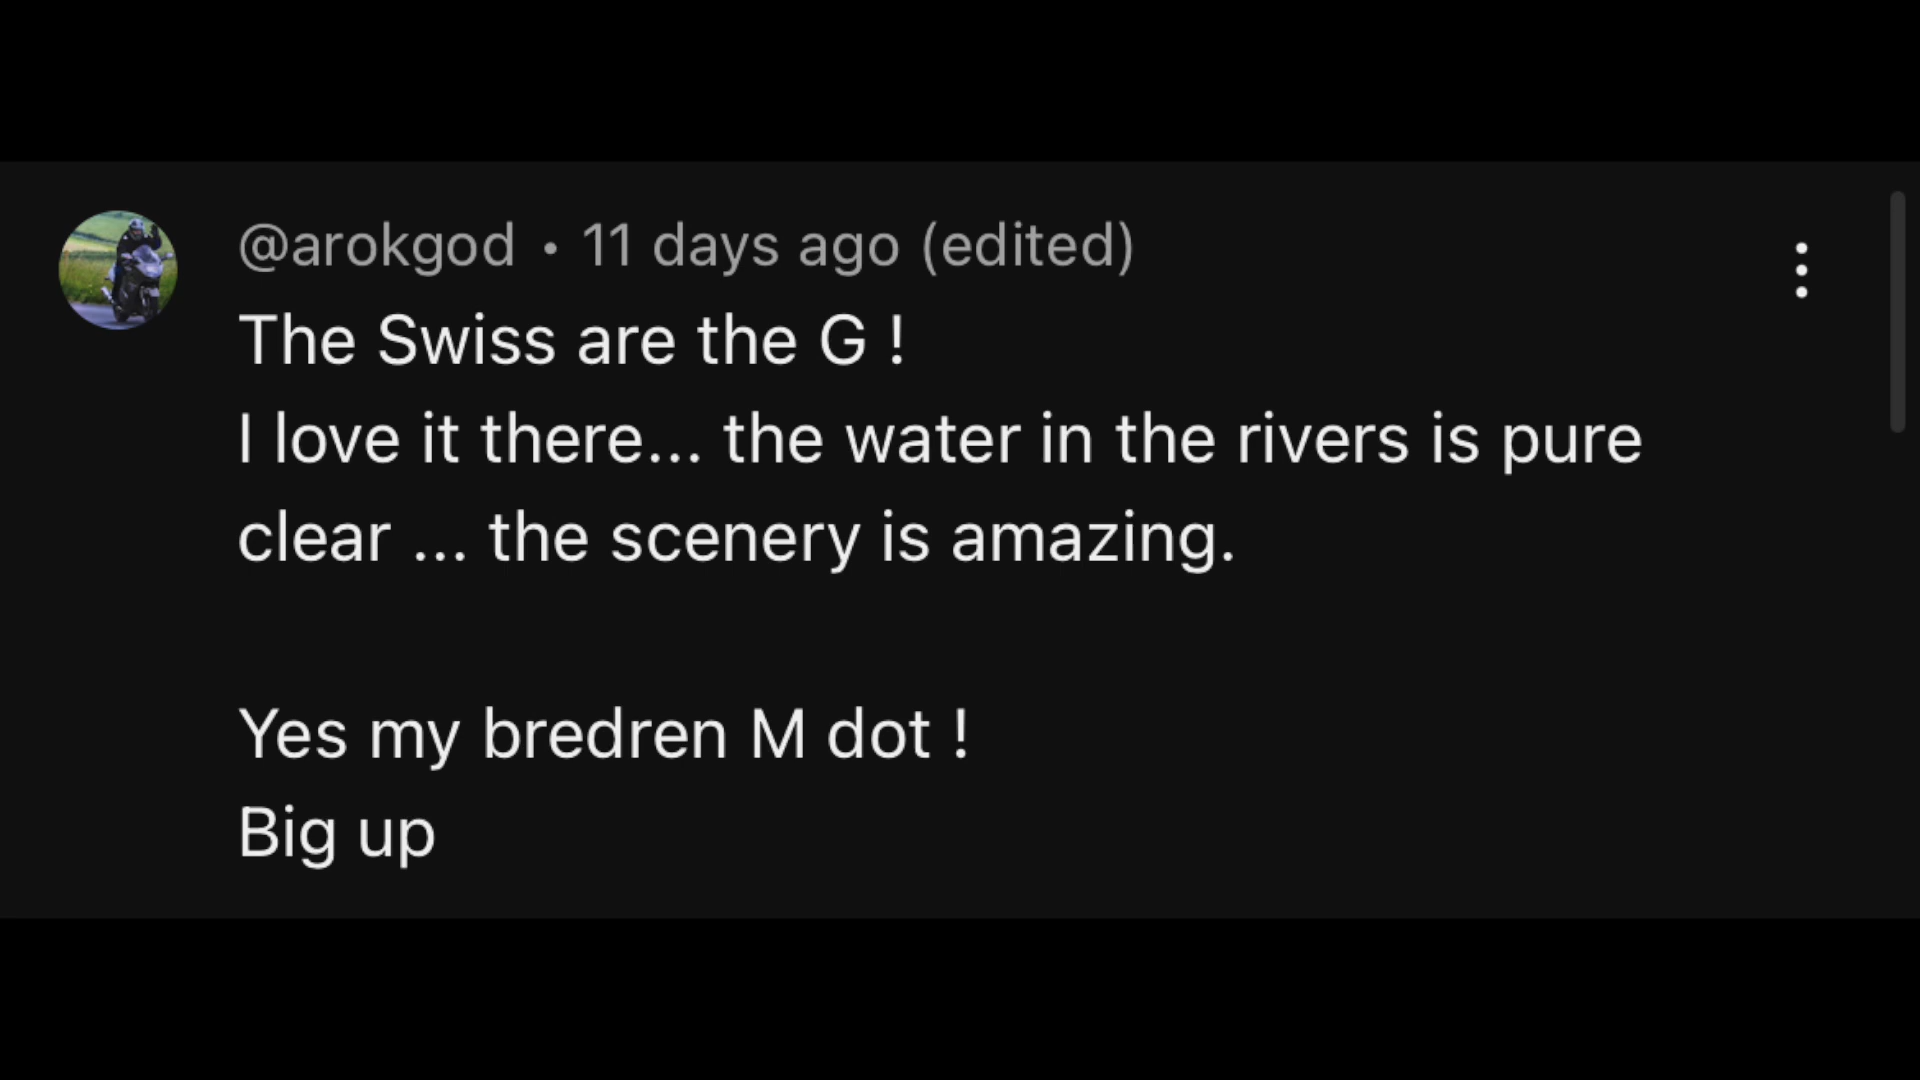 @arokgod • 11 days ago (edited)
The Swiss are the G !
I love it there... the water in the rivers is pure
clear ... the scenery is amazing.
Yes my bredren M dot !
Big up